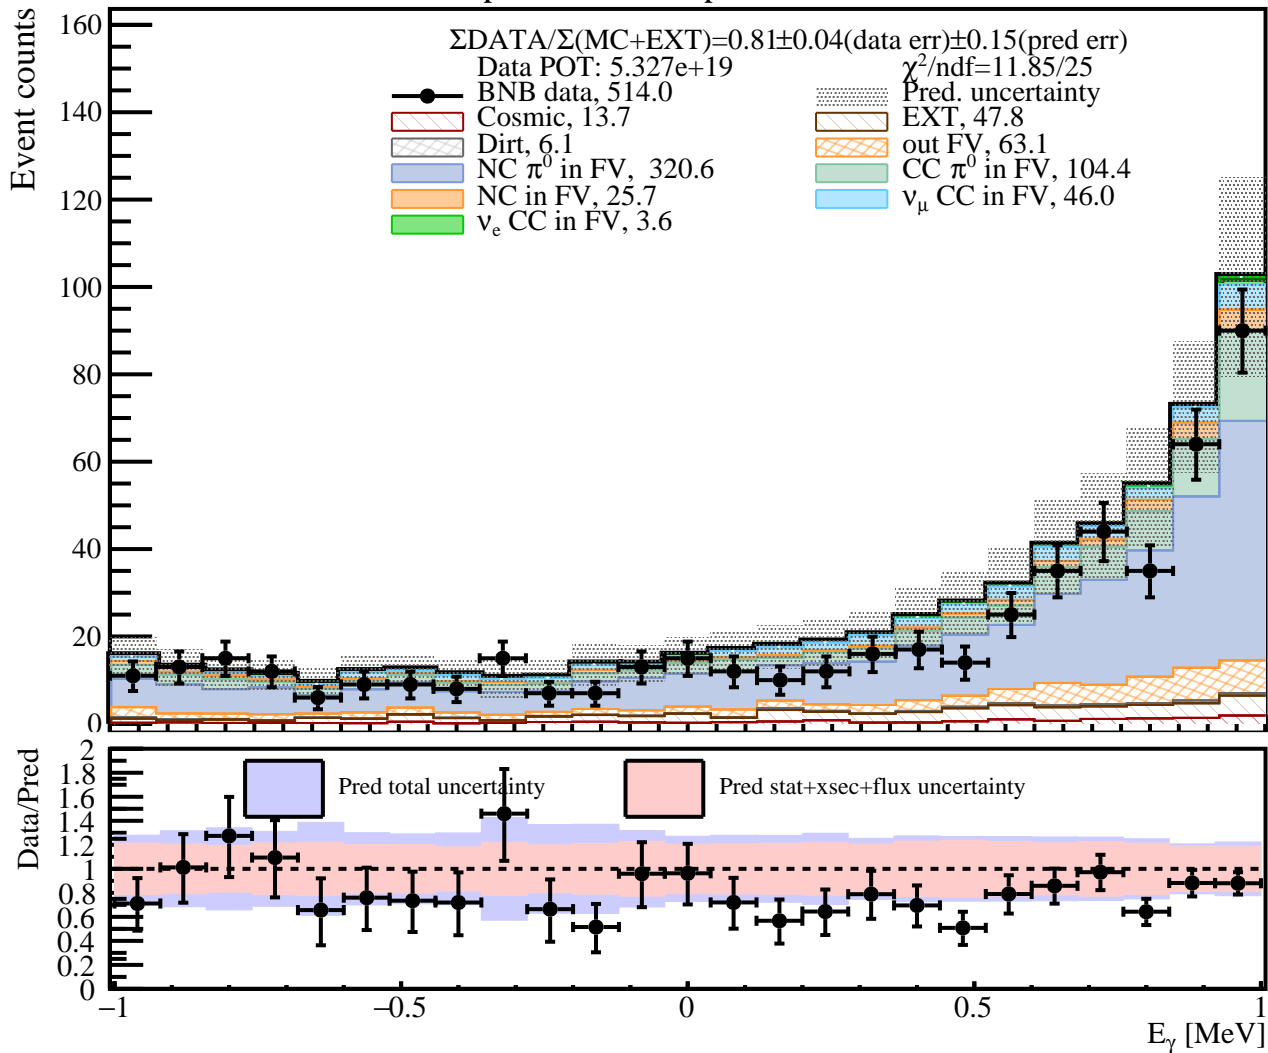 ΣDATA/Σ(MC+EXT)=0.81±0.04(data err)±0.15(pred err)
Data POT: 5.327e+19 χ²/ndf=11.85/25
BNB data, 514.0 Pred. uncertainty
Cosmic, 13.7 EXT, 47.8
Dirt, 6.1 out FV, 63.1
NC π⁰ in FV, 320.6 CC π⁰ in FV, 104.4
NC in FV, 25.7 ν_μ CC in FV, 46.0
ν_e CC in FV, 3.6
Event counts
160
140
120
100
80
60
40
20
0
Data/Pred
2
1.8
1.6
1.4
1.2
1
0.8
0.6
0.4
0.2
0
Pred total uncertainty Pred stat+xsec+flux uncertainty
−1 −0.5 0 0.5 1
E_γ [MeV]